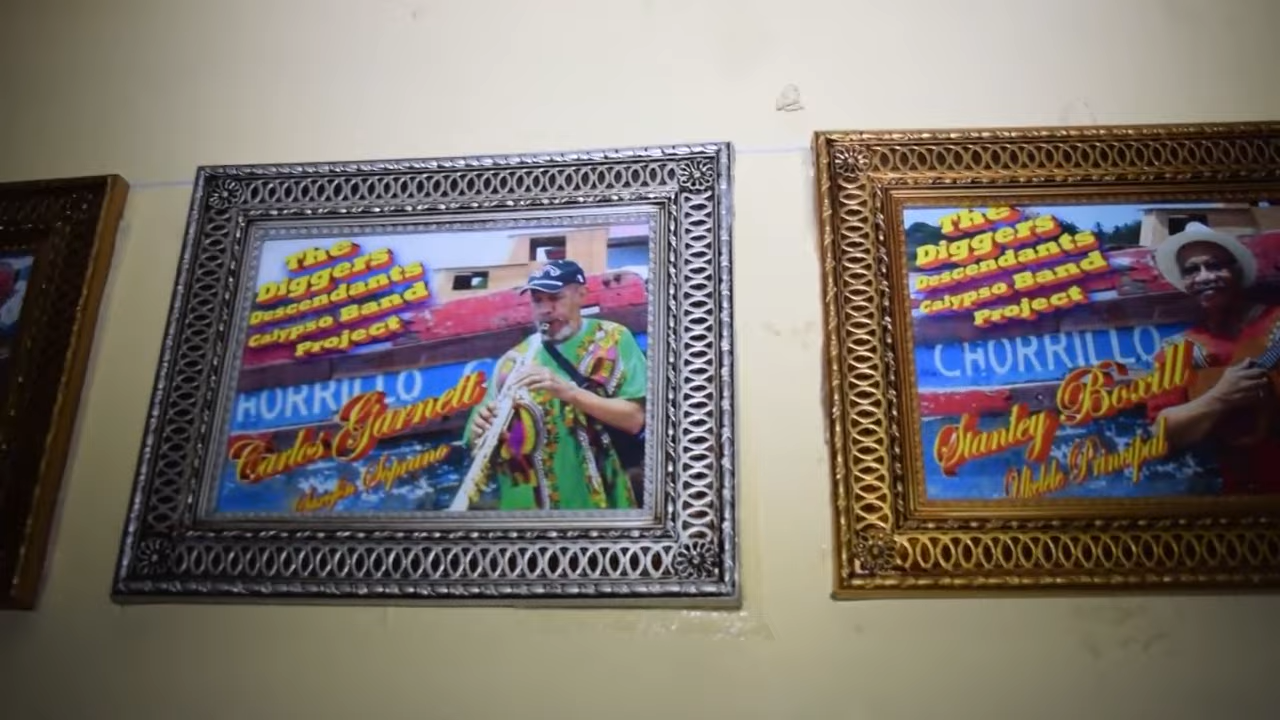 The
Diggers
Descendants
Calypso Band
Project
HORRILLO
Carlos Garnett
Soprano
The
Diggers
Descendants
Calypso Band
Project
CHORRILLO
Stanley Boxill
Ukelele Principal